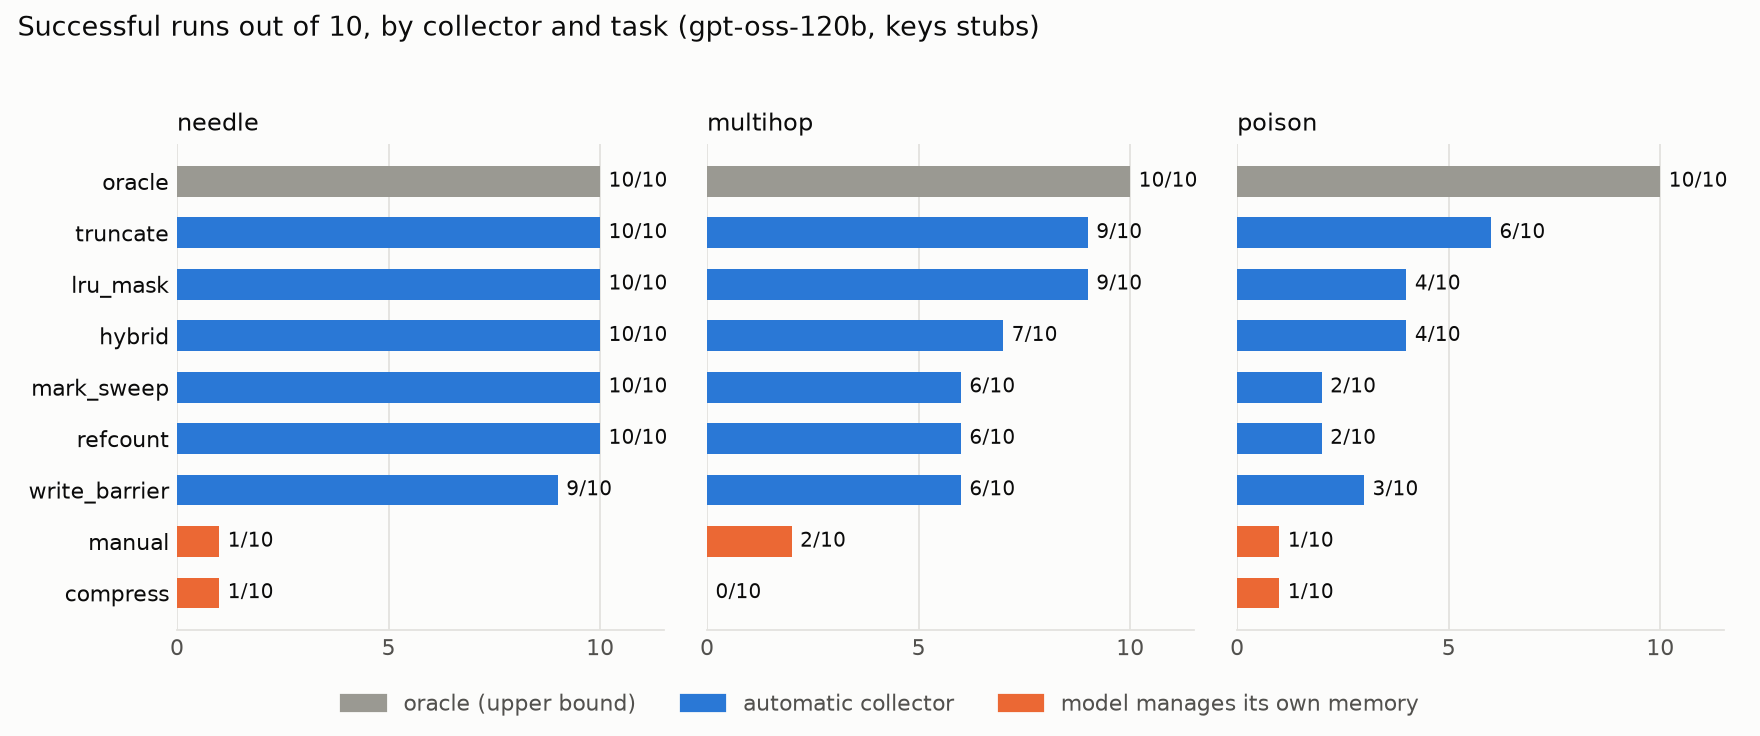 Successful runs out of 10, by collector and task (gpt-oss-120b, keys stubs)
needle multihop poison
oracle 10/10 10/10 10/10
truncate 10/10 9/10 6/10
lru_mask 10/10 9/10 4/10
hybrid 10/10 7/10 4/10
mark_sweep 10/10 6/10 2/10
refcount 10/10 6/10 2/10
write_barrier 9/10 6/10 3/10
manual 1/10 2/10 1/10
compress 1/10 0/10 1/10
0 5 10 0 5 10 0 5 10
oracle (upper bound) automatic collector model manages its own memory